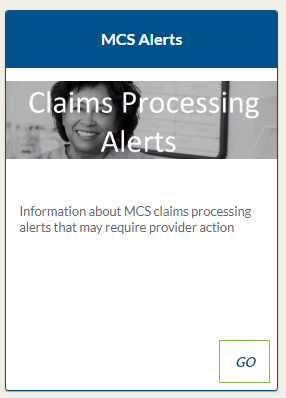 MCS Alerts
Claims Processing
Alerts
Information about MCS claims processing
alerts that may require provider action
GO